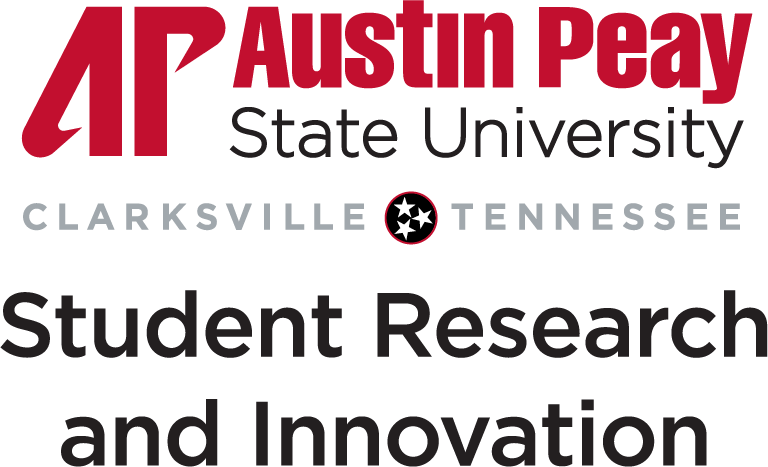 AP Austin Peay
State University
CLARKSVILLE TENNESSEE
Student Research
and Innovation